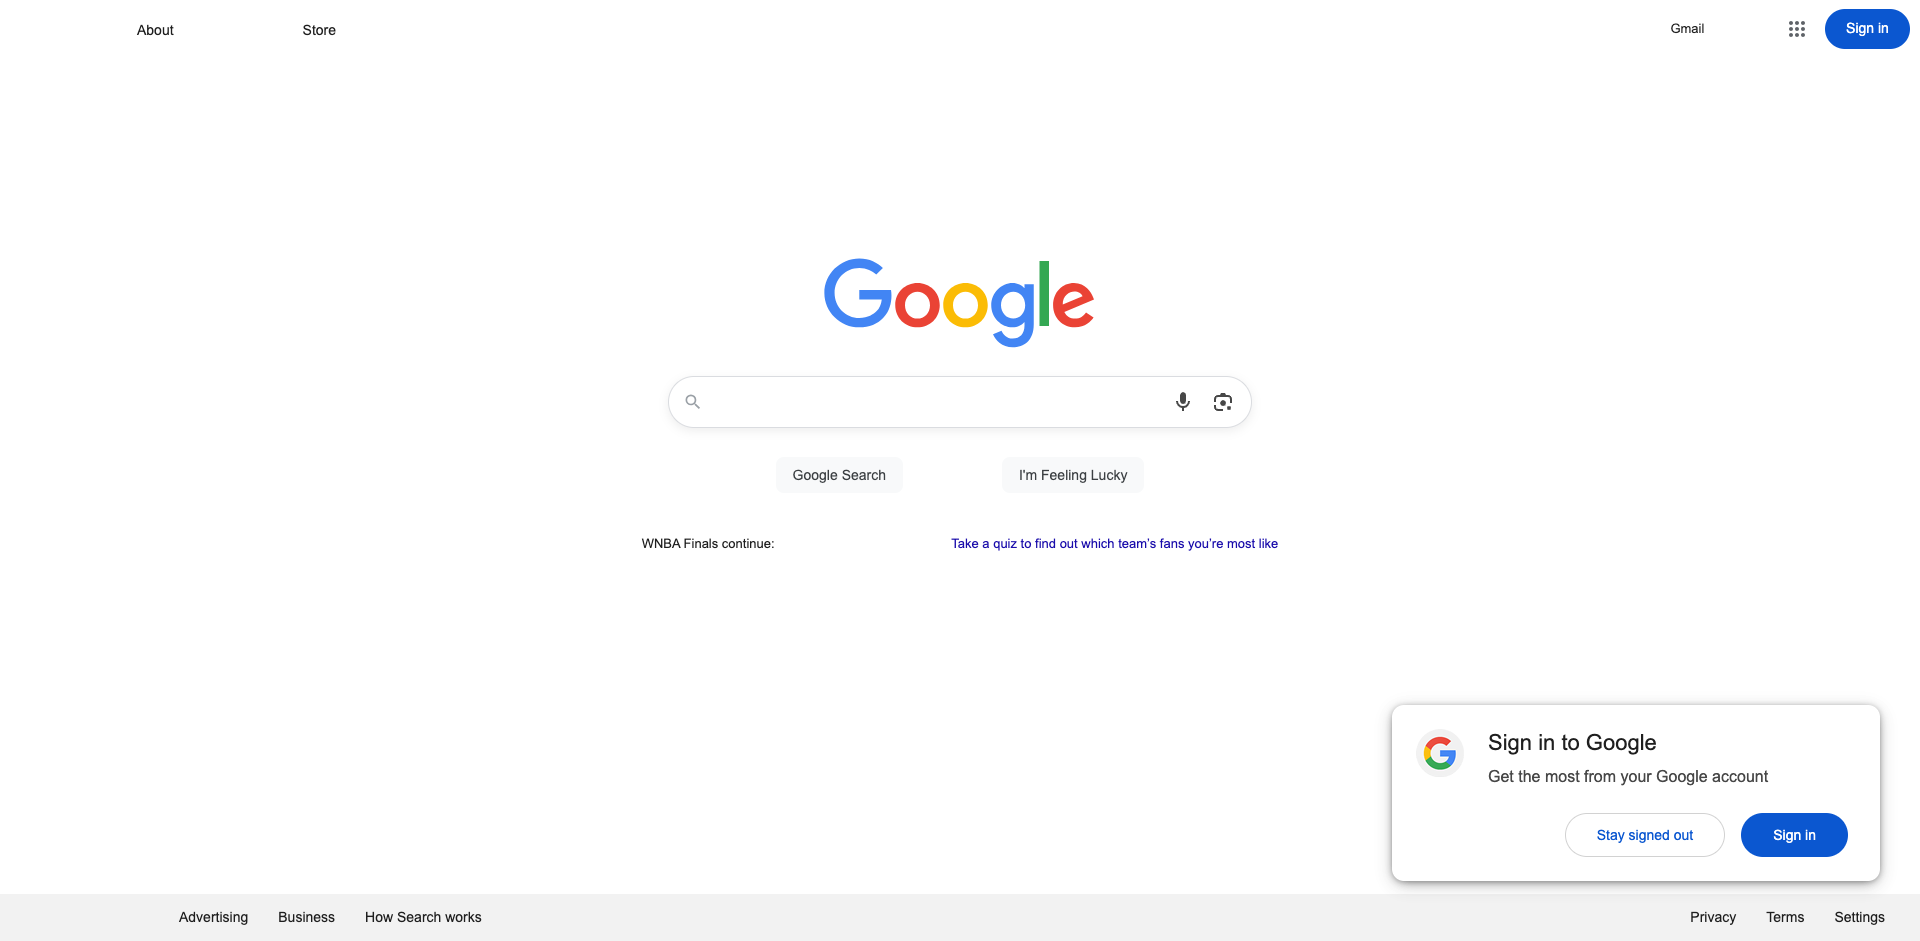 About Store Gmail Sign in
Google
Google Search I'm Feeling Lucky
WNBA Finals continue: Take a quiz to find out which team’s fans you’re most like
Sign in to Google
Get the most from your Google account
Stay signed out Sign in
Advertising Business How Search works Privacy Terms Settings